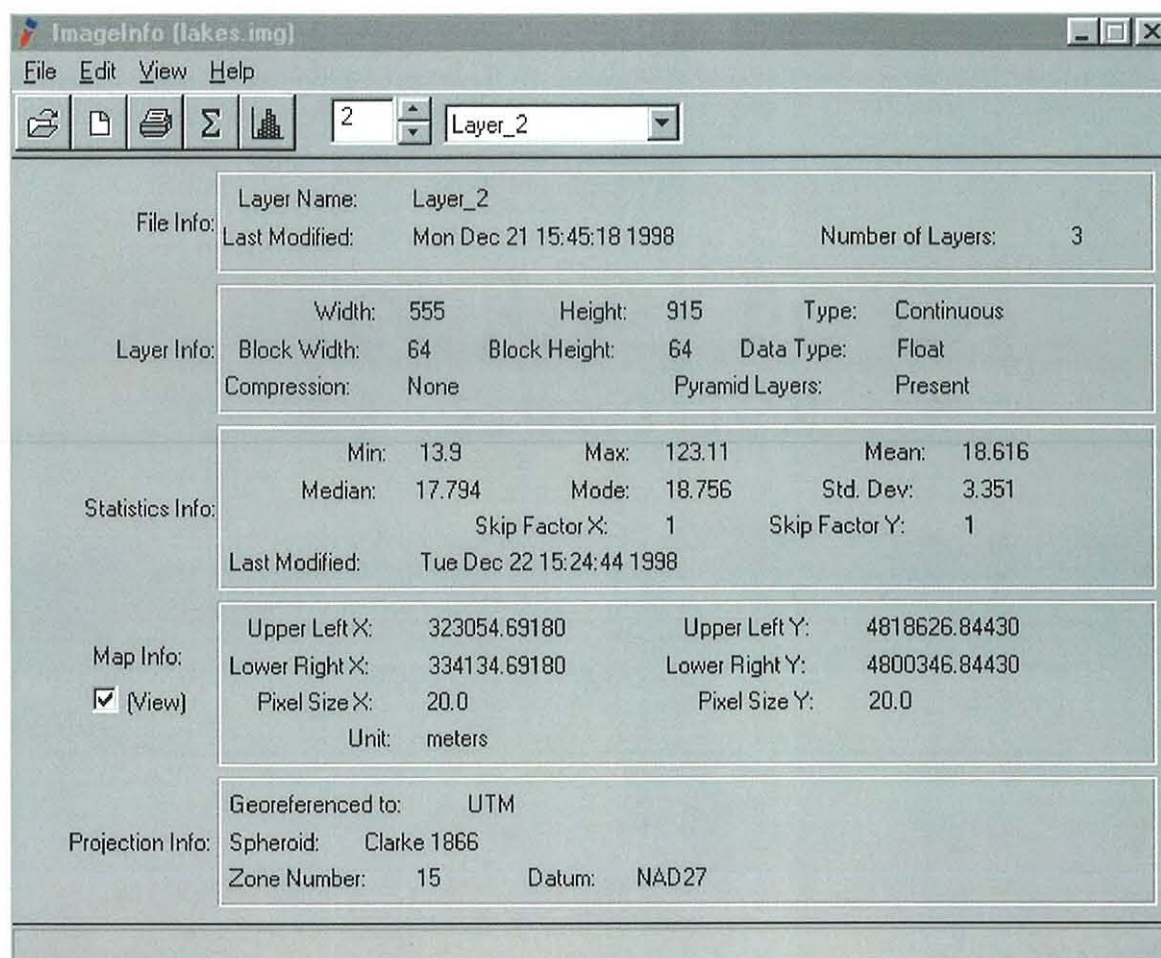 ImageInfo (lakes.img)
File Edit View Help
2 Layer_2
File Info:
Layer Name: Layer_2
Last Modified: Mon Dec 21 15:45:18 1998 Number of Layers: 3
Layer Info:
Width: 555 Height: 915 Type: Continuous
Block Width: 64 Block Height: 64 Data Type: Float
Compression: None Pyramid Layers: Present
Statistics Info:
Min: 13.9 Max: 123.11 Mean: 18.616
Median: 17.794 Mode: 18.756 Std. Dev: 3.351
Skip Factor X: 1 Skip Factor Y: 1
Last Modified: Tue Dec 22 15:24:44 1998
Map Info:
(View)
Upper Left X: 323054.69180 Upper Left Y: 4818626.84430
Lower Right X: 334134.69180 Lower Right Y: 4800346.84430
Pixel Size X: 20.0 Pixel Size Y: 20.0
Unit: meters
Projection Info:
Georeferenced to: UTM
Spheroid: Clarke 1866
Zone Number: 15 Datum: NAD27